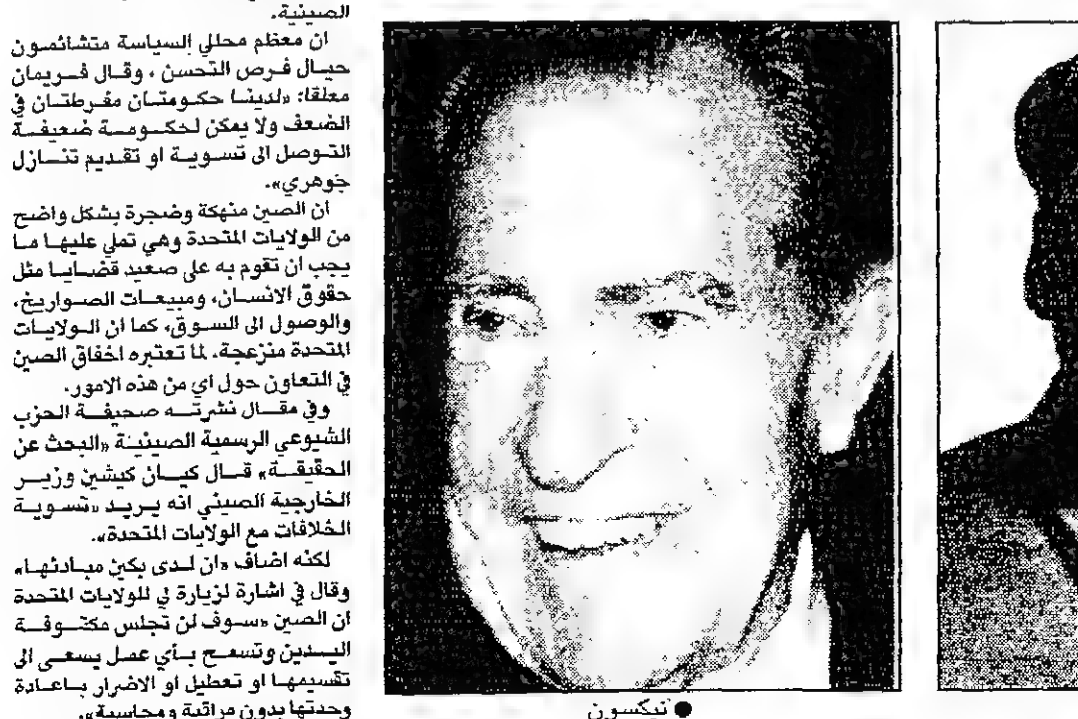 الصينية.
ان معظم محللي السياسة متشائمون
حيال فرص التحسن ، وقال فريمان
معلقا: «لدينا حكومتان مفرطتان في
الضعف ولا يمكن لحكومة ضعيفة
التوصل الى تسوية او تقديم تنازل
جوهري».
ان الصين منهكة وضجرة بشكل واضح
من الولايات المتحدة وهي تملي عليها ما
يجب ان تقوم به على صعيد قضايا مثل
حقوق الانسان، ومبيعات الصواريخ،
والوصول الى السوق، كما ان الولايات
المتحدة منزعجة، لما تعتبره اخفاق الصين
في التعاون حول اي من هذه الامور.
وفي مقال نشرته صحيفة الحزب
الشيوعي الرسمية الصينية «البحث عن
الحقيقة» قال كيان كيشين وزير
الخارجية الصيني انه يريد «تسوية
الخلافات مع الولايات المتحدة».
لكنه اضاف «ان لدى بكين مبادئها»
وقال في اشارة لزيارة لي للولايات المتحدة
ان الصين «سوف لن تجلس مكتوفة
اليدين وتسمح بأي عمل يسعى الى
تقسيمها او تعطيل او الاضرار باعادة
وحدتها بدون مراقبة ومحاسبة».
● نيكسون